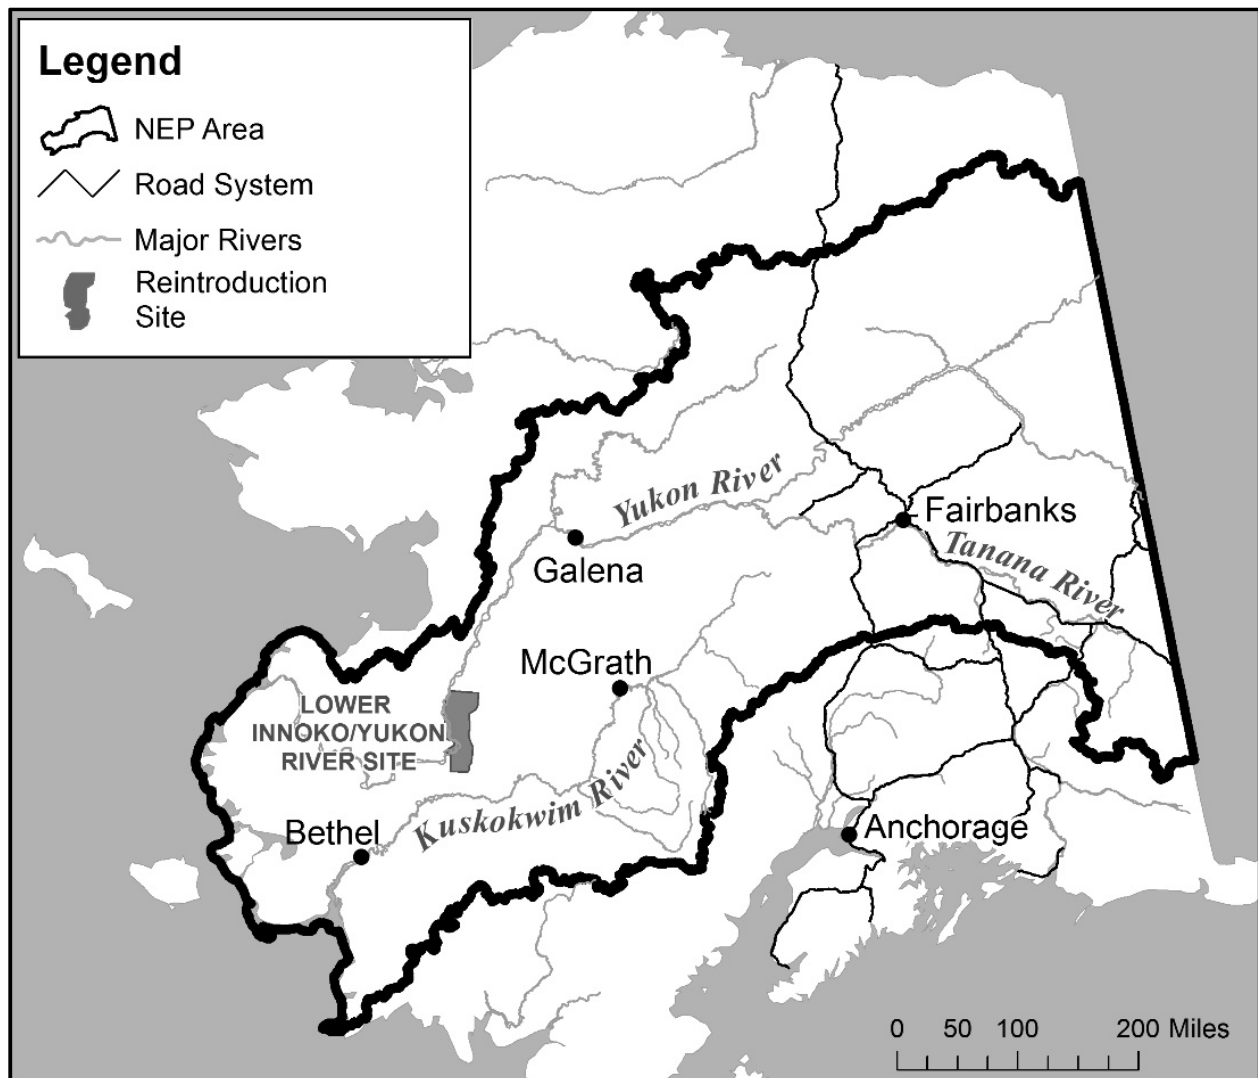 Legend
NEP Area
Road System
Major Rivers
Reintroduction
Site
Yukon River
Fairbanks
Galena
Tanana River
McGrath
LOWER
INNOKO/YUKON
RIVER SITE
Kuskokwim River
Bethel
Anchorage
0 50 100 200 Miles